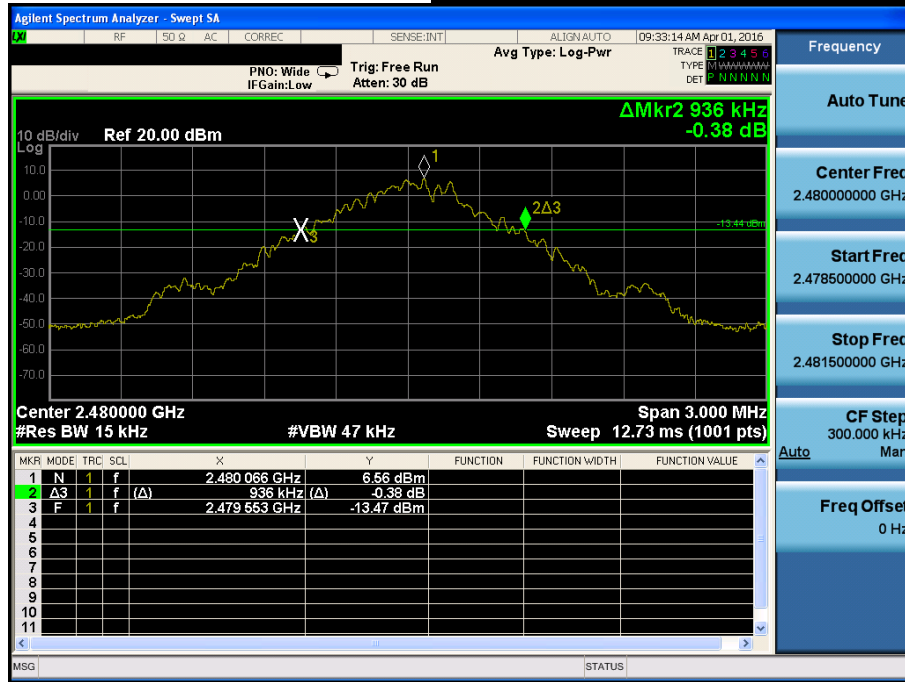 Agilent Spectrum Analyzer - Swept SA
LXI RF 50 Ω AC CORREC SENSE:INT ALIGN AUTO 09:33:14 AM Apr 01, 2016
PNO: Wide Trig: Free Run Avg Type: Log-Pwr TRACE 1 2 3 4 5 6
IFGain:Low Atten: 30 dB TYPE M W W W W W
DET P N N N N N
ΔMkr2 936 kHz
-0.38 dB
10 dB/div Ref 20.00 dBm
Log
10.0
0.00
-10.0
-20.0
-30.0
-40.0
-50.0
-60.0
-70.0
1
2Δ3
3
-13.44 dBm
Center 2.480000 GHz Span 3.000 MHz
#Res BW 15 kHz #VBW 47 kHz Sweep 12.73 ms (1001 pts)
MKR MODE TRC SCL X Y FUNCTION FUNCTION WIDTH FUNCTION VALUE
1 N 1 f 2.480 066 GHz 6.56 dBm
2 Δ3 1 f (Δ) 936 kHz (Δ) -0.38 dB
3 F 1 f 2.479 553 GHz -13.47 dBm
4
5
6
7
8
9
10
11
MSG STATUS
Frequency
Auto Tune
Center Freq
2.480000000 GHz
Start Freq
2.478500000 GHz
Stop Freq
2.481500000 GHz
CF Step
300.000 kHz
Auto Man
Freq Offset
0 Hz